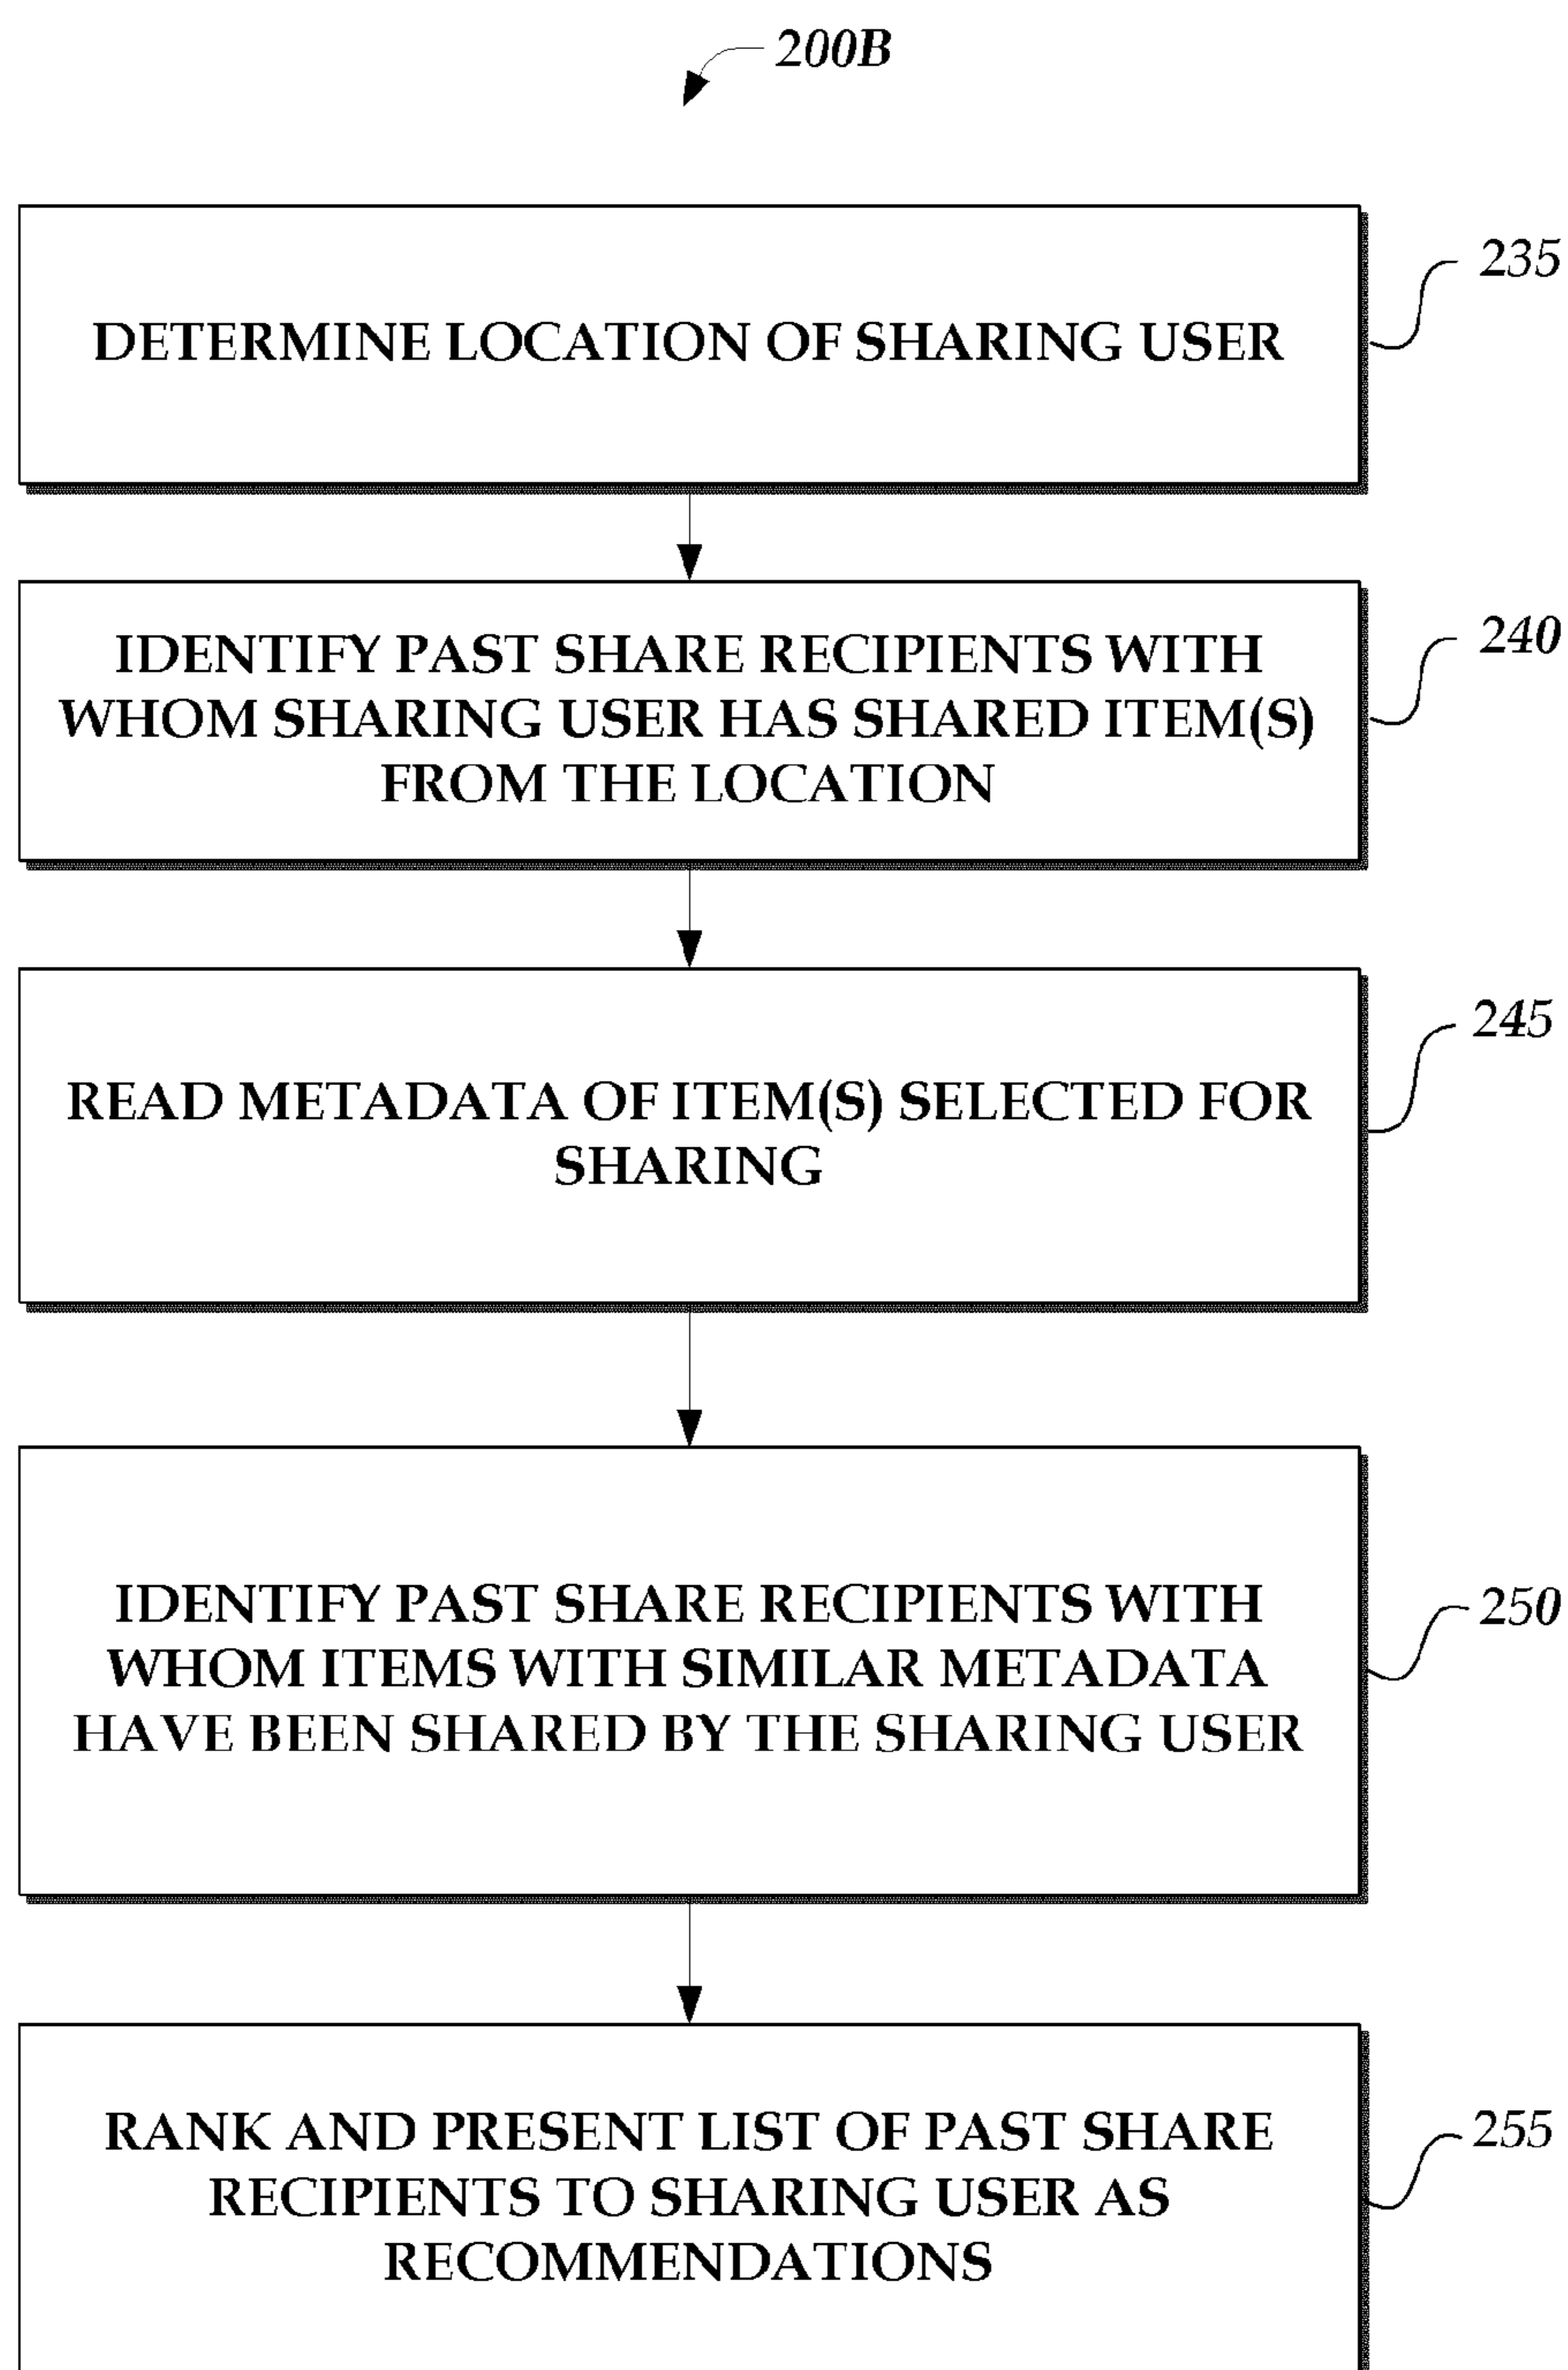 200B
DETERMINE LOCATION OF SHARING USER
235
IDENTIFY PAST SHARE RECIPIENTS WITH
WHOM SHARING USER HAS SHARED ITEM(S)
FROM THE LOCATION
240
READ METADATA OF ITEM(S) SELECTED FOR
SHARING
245
IDENTIFY PAST SHARE RECIPIENTS WITH
WHOM ITEMS WITH SIMILAR METADATA
HAVE BEEN SHARED BY THE SHARING USER
250
RANK AND PRESENT LIST OF PAST SHARE
RECIPIENTS TO SHARING USER AS
RECOMMENDATIONS
255